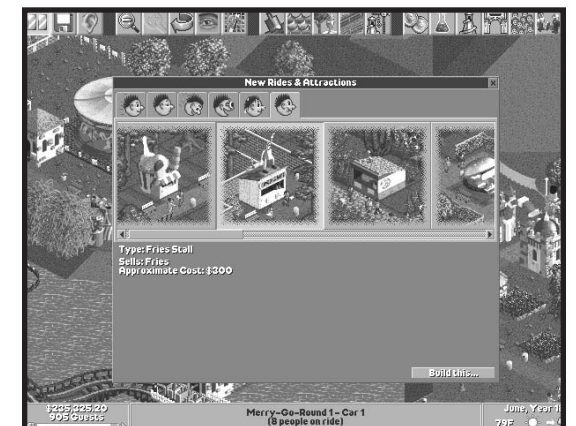 New Rides & Attractions
Type: Fries Stall
Sells: Fries
Approximate Cost: $300
Build this...
$235,325.20
905 Guests
Merry-Go-Round 1 - Car 1
(8 people on ride)
June, Year 1
79F